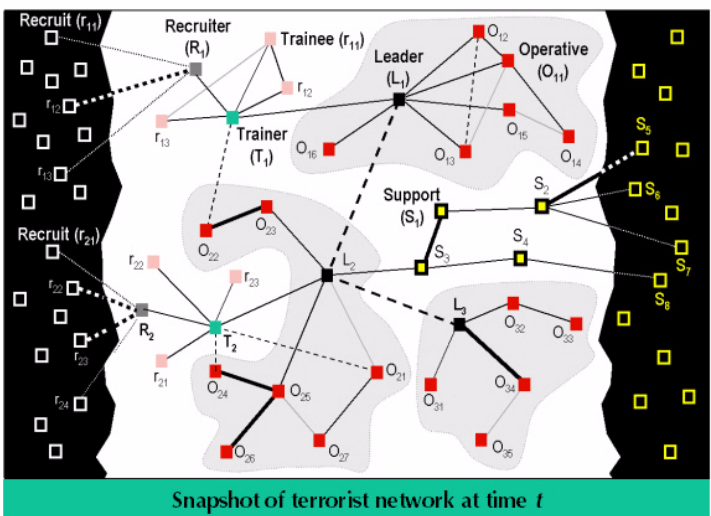 Recruit (r11)
r12
r13
Recruiter
(R1)
Trainee (r11)
r12
r13
Trainer
(T1)
Leader
(L1)
O12
Operative
(O11)
O16
O13
O15
O14
S5
S6
S7
S8
Support
(S1)
S2
S3
S4
O23
O22
L2
L3
Recruit (r21)
r22
r23
r24
R2
r22
r23
T2
r21
O24
O25
O21
O26
O27
O32
O33
O31
O34
O35
Snapshot of terrorist network at time t